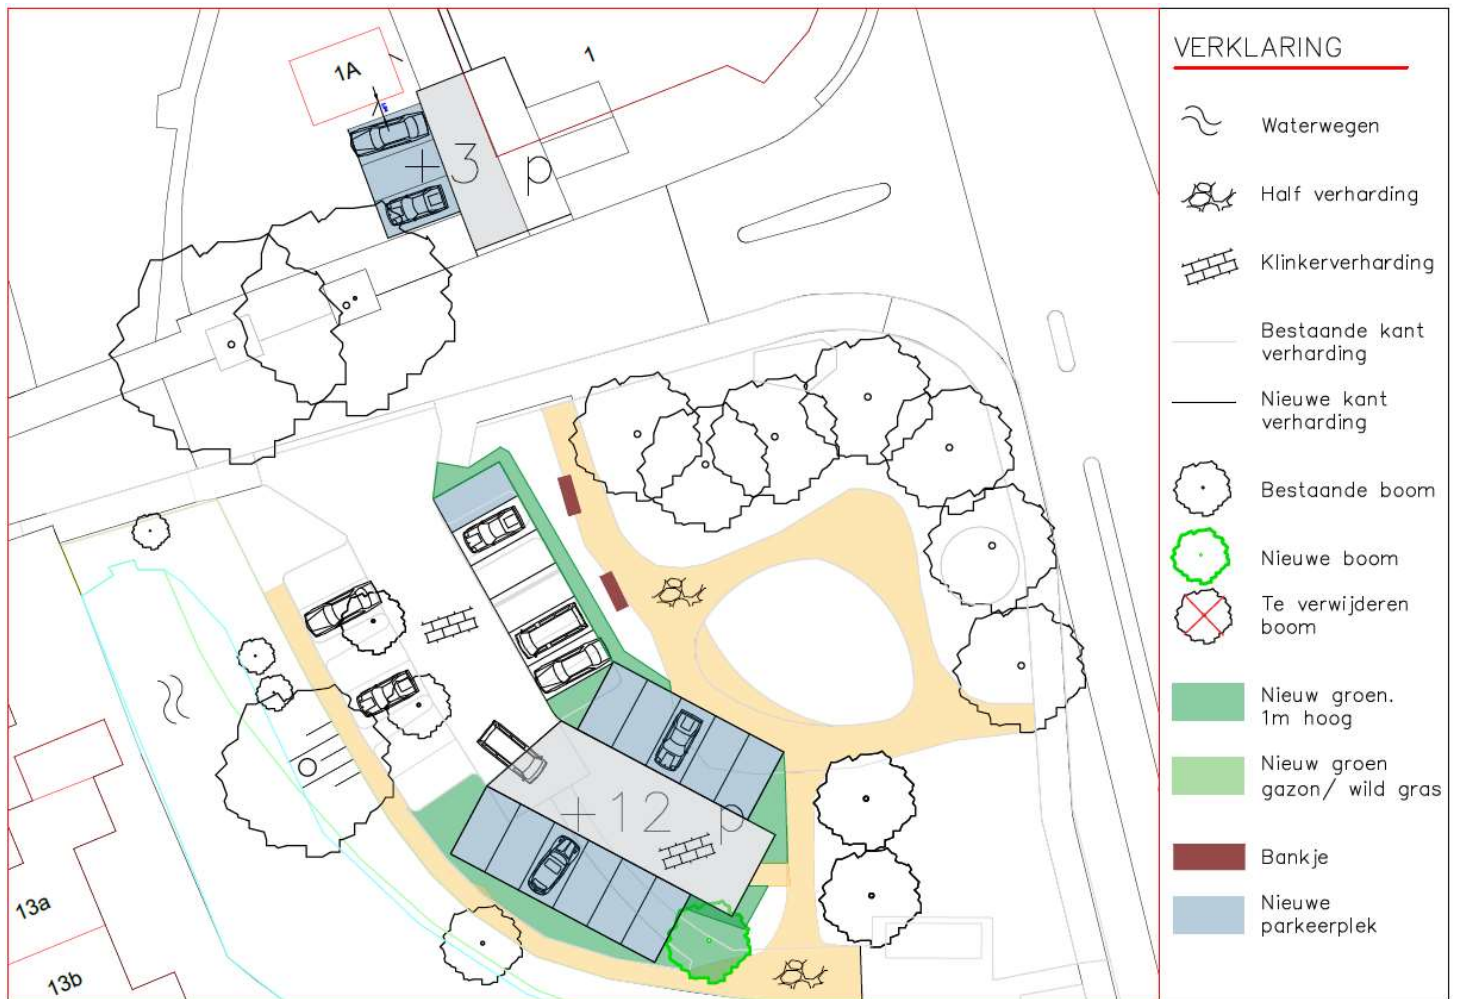 1A
1
+3 p
+12 p
13a
13b
VERKLARING
Waterwegen
Half verharding
Klinkerverharding
Bestaande kant
verharding
Nieuwe kant
verharding
Bestaande boom
Nieuwe boom
Te verwijderen
boom
Nieuw groen.
1m hoog
Nieuw groen
gazon/ wild gras
Bankje
Nieuwe
parkeerplek